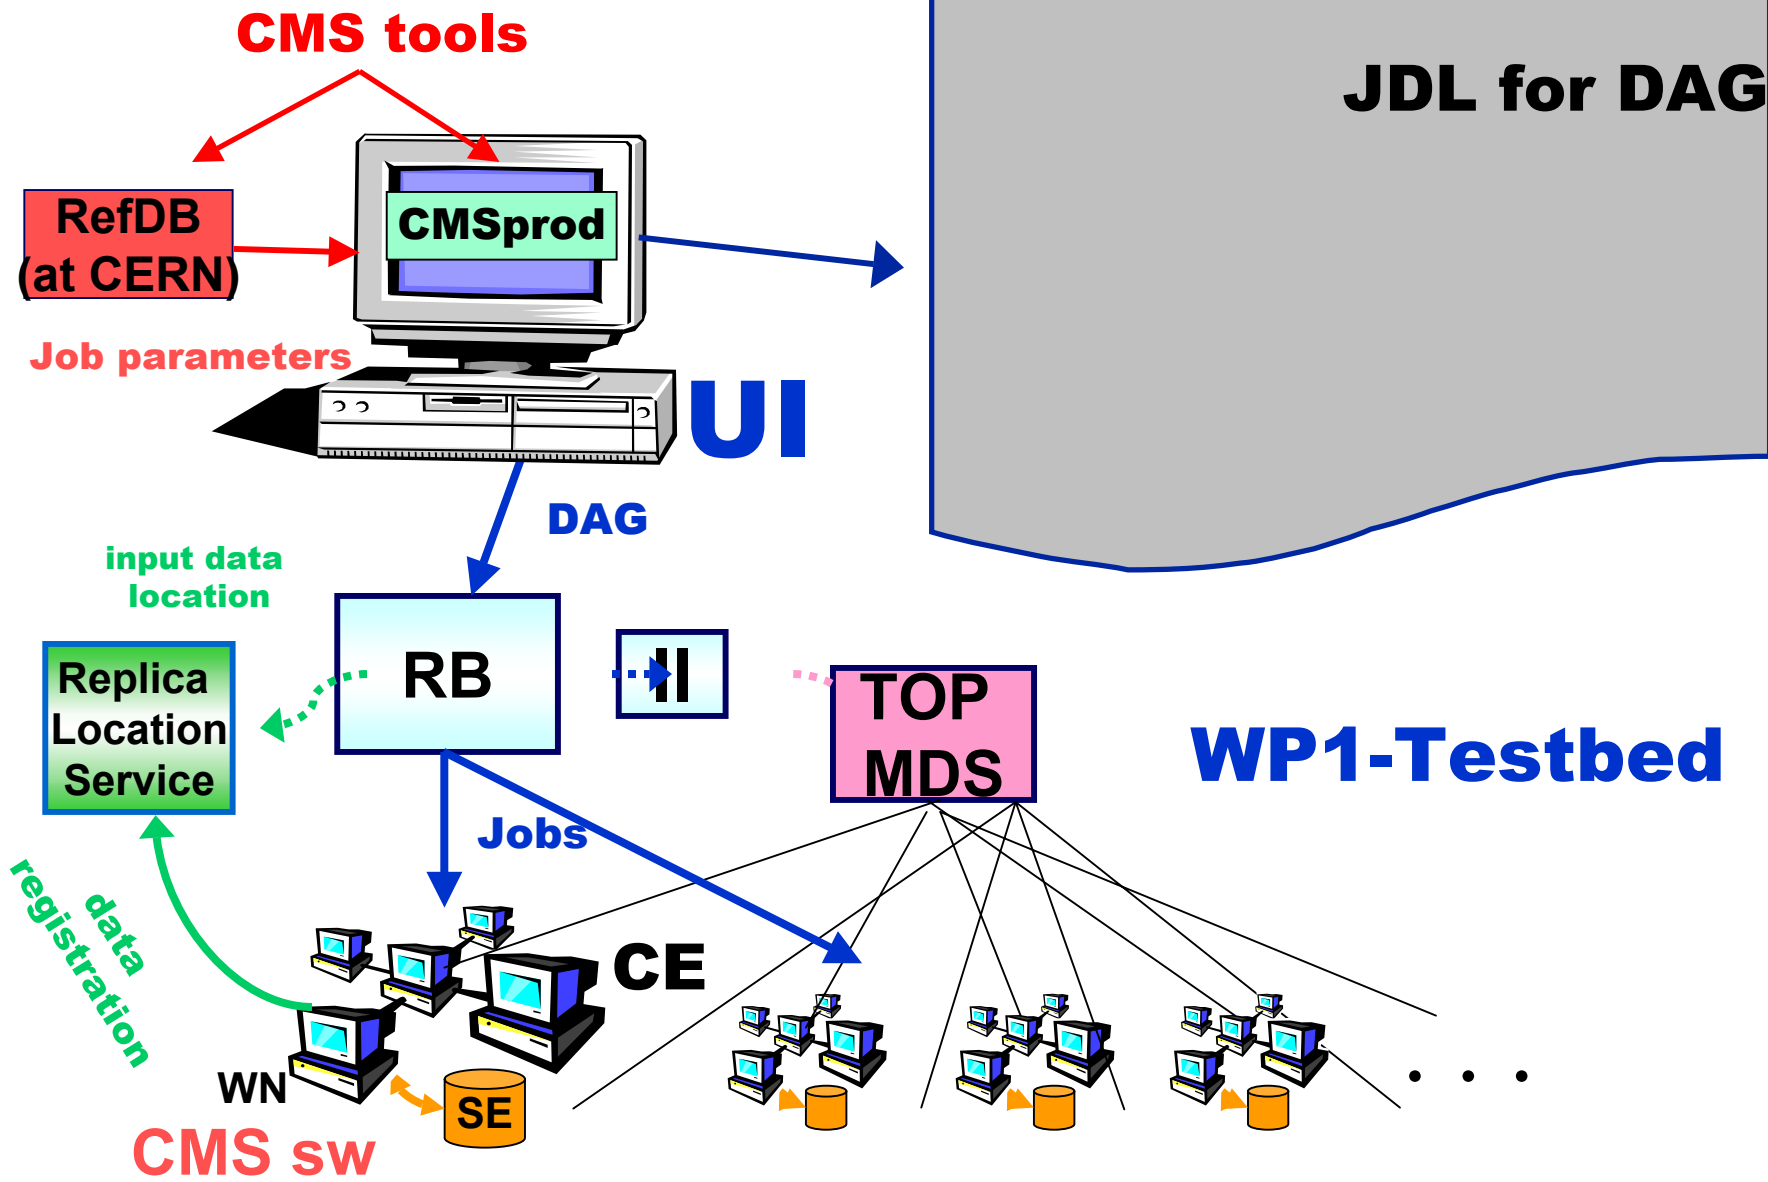 CMS tools
JDL for DAG
RefDB
(at CERN)
CMSprod
Job parameters
UI
DAG
input data
location
RB
II
TOP
MDS
Replica
Location
Service
WP1-Testbed
Jobs
data
registration
CE
WN
SE
CMS sw
. . .